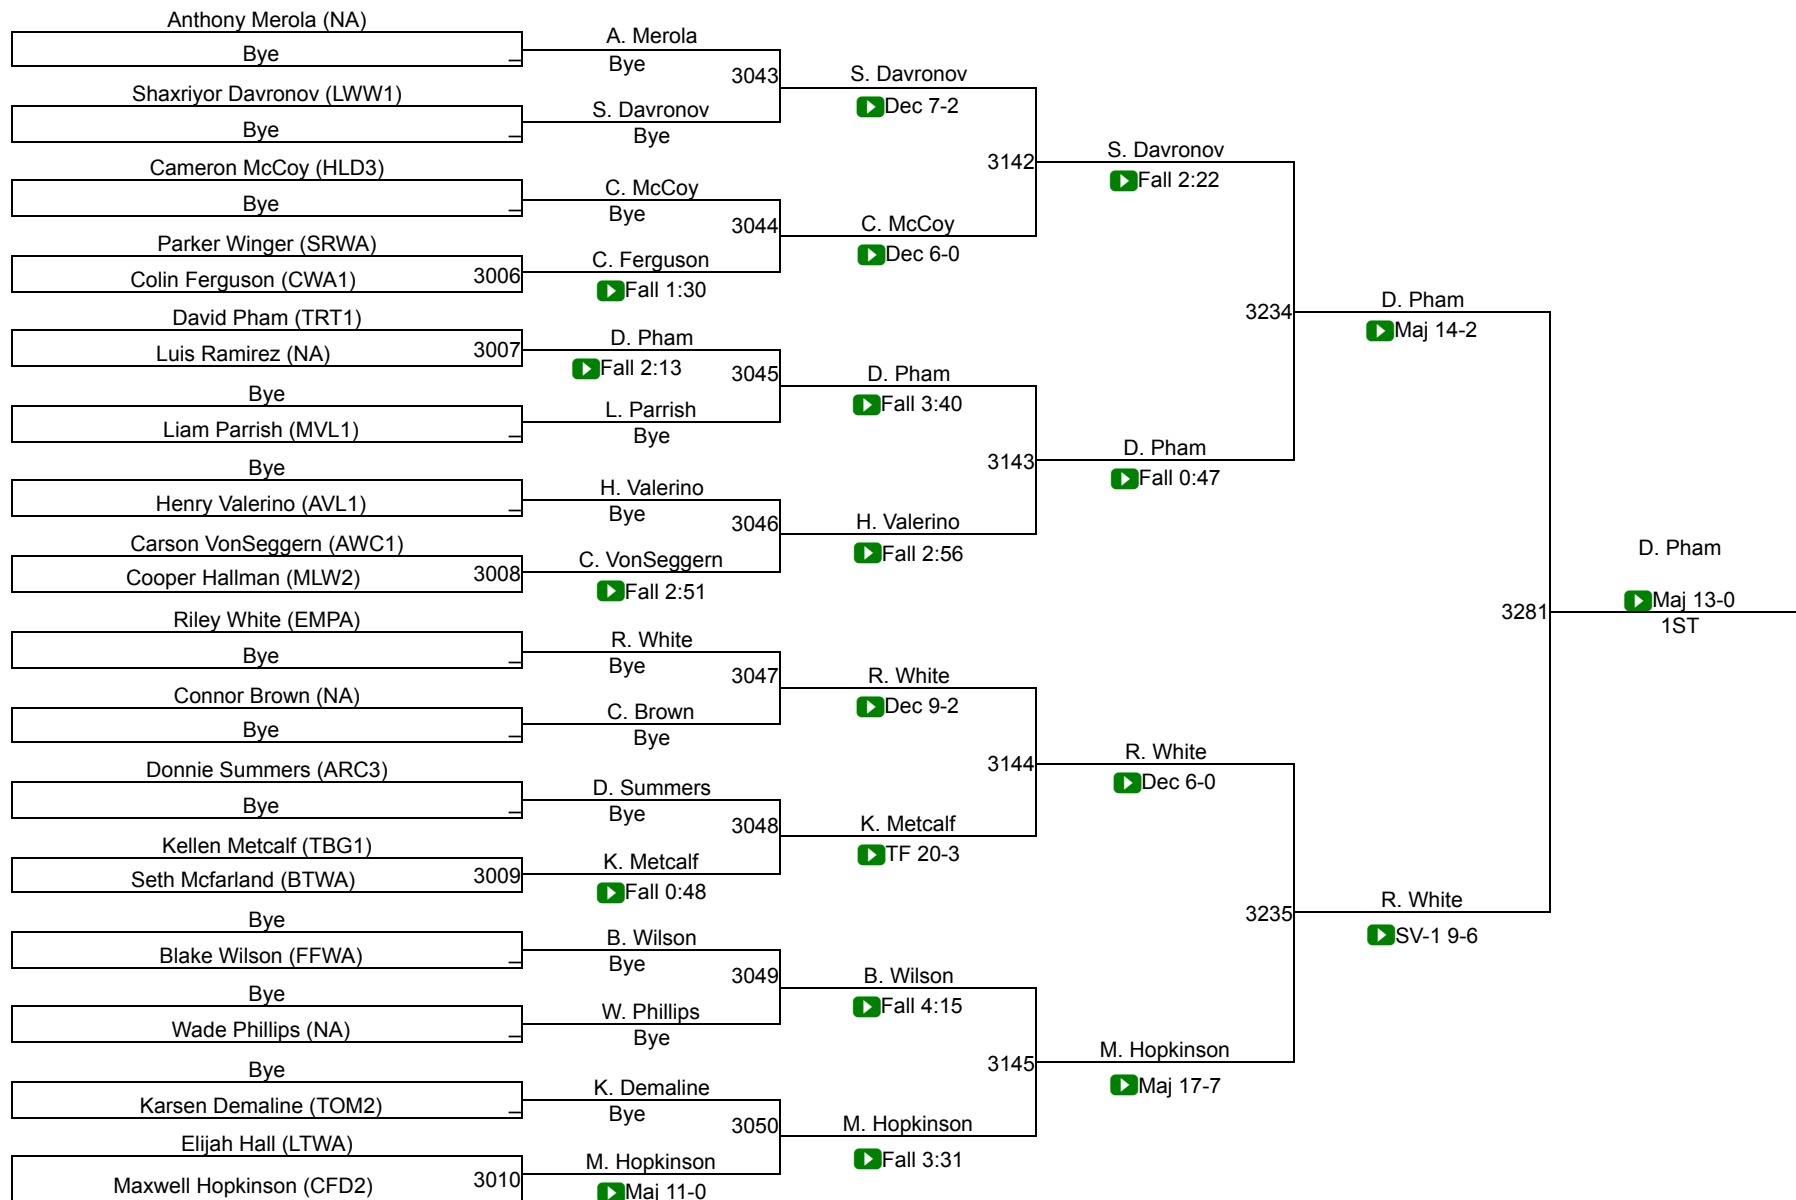 Anthony Merola (NA)
Bye
Shaxriyor Davronov (LWW1)
Bye
Cameron McCoy (HLD3)
Bye
Parker Winger (SRWA)
Colin Ferguson (CWA1) 3006
David Pham (TRT1)
Luis Ramirez (NA) 3007
Bye
Liam Parrish (MVL1)
Bye
Henry Valerino (AVL1)
Carson VonSeggern (AWC1)
Cooper Hallman (MLW2) 3008
Riley White (EMPA)
Bye
Connor Brown (NA)
Bye
Donnie Summers (ARC3)
Bye
Kellen Metcalf (TBG1)
Seth Mcfarland (BTWA) 3009
Bye
Blake Wilson (FFWA)
Bye
Wade Phillips (NA)
Bye
Karsen Demaline (TOM2)
Elijah Hall (LTWA)
Maxwell Hopkinson (CFD2) 3010
A. Merola
Bye
3043
S. Davronov
Bye
C. McCoy
Bye
3044
C. Ferguson
Fall 1:30
D. Pham
Fall 2:13
3045
L. Parrish
Bye
H. Valerino
Bye
3046
C. VonSeggern
Fall 2:51
R. White
Bye
3047
C. Brown
Bye
D. Summers
Bye
3048
K. Metcalf
Fall 0:48
B. Wilson
Bye
3049
W. Phillips
Bye
K. Demaline
Bye
3050
M. Hopkinson
Maj 11-0
S. Davronov
Dec 7-2
3142
C. McCoy
Dec 6-0
D. Pham
Fall 3:40
3143
H. Valerino
Fall 2:56
R. White
Dec 9-2
3144
K. Metcalf
TF 20-3
B. Wilson
Fall 4:15
3145
M. Hopkinson
Fall 3:31
S. Davronov
Fall 2:22
3234
D. Pham
Fall 0:47
R. White
Dec 6-0
3235
M. Hopkinson
Maj 17-7
D. Pham
Maj 14-2
3281
R. White
SV-1 9-6
D. Pham
Maj 13-0
1ST